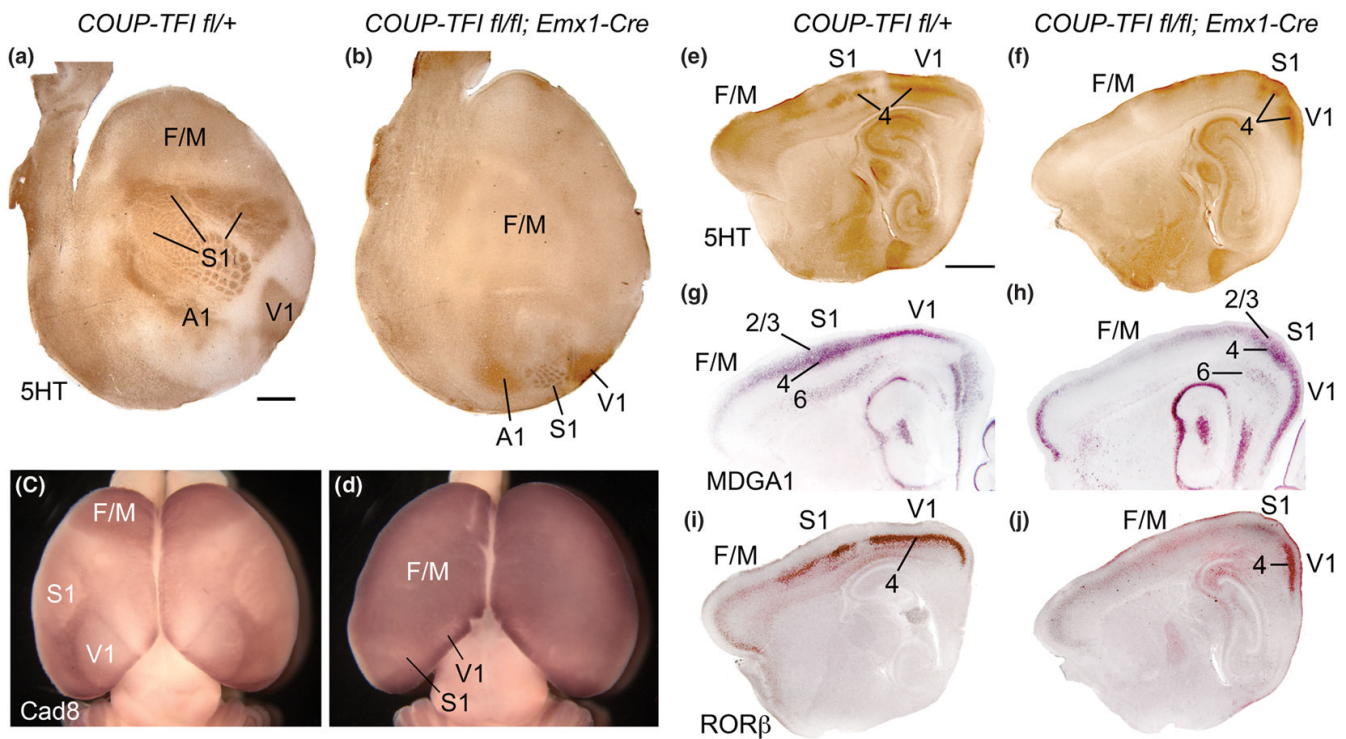 COUP-TFI fl/+
COUP-TFI fl/fl; Emx1-Cre
COUP-TFI fl/+
COUP-TFI fl/fl; Emx1-Cre
(a)
F/M
S1
A1
V1
5HT
(b)
F/M
A1
S1
V1
(C)
F/M
S1
V1
Cad8
(d)
F/M
V1
S1
(e)
S1
V1
F/M
4
5HT
(f)
S1
F/M
4
V1
(g)
2/3
S1
V1
F/M
4
6
MDGA1
(h)
2/3
S1
F/M
4
6
V1
(i)
S1
V1
F/M
4
RORβ
(j)
S1
F/M
4
V1